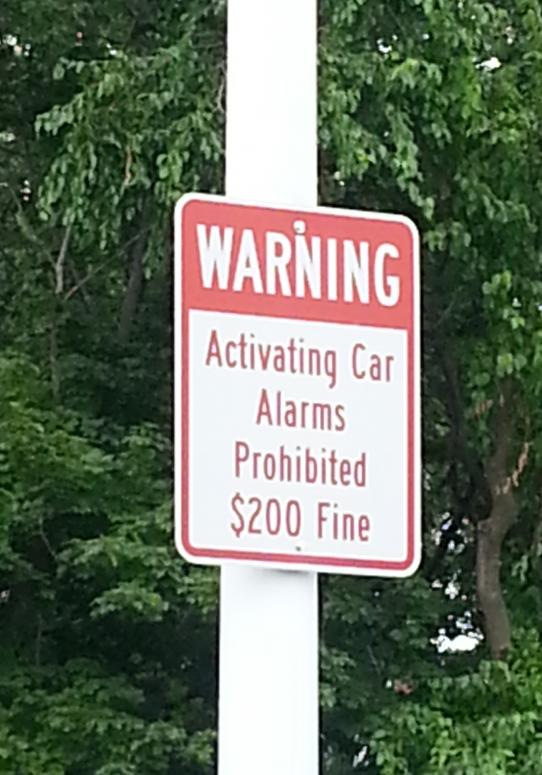 WARNING
Activating Car
Alarms
Prohibited
$200 Fine